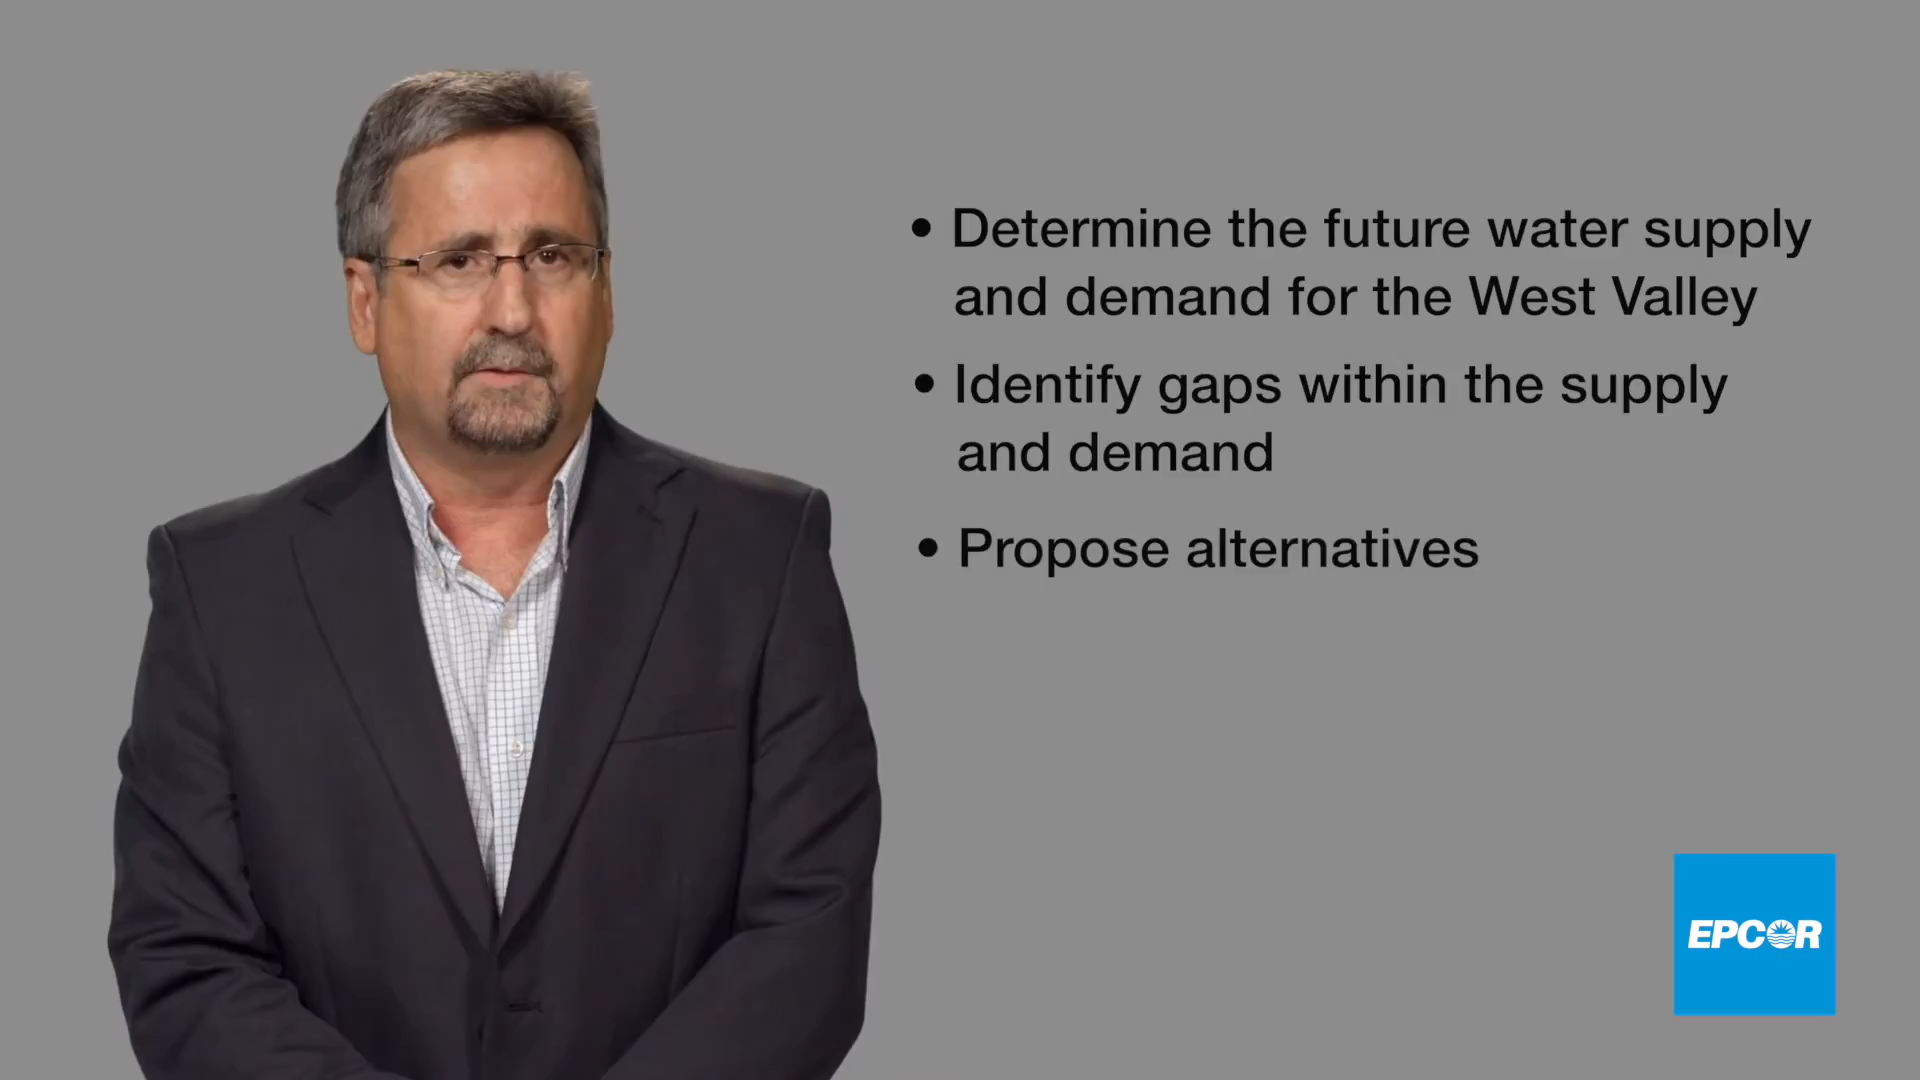 • Determine the future water supply
and demand for the West Valley
• Identify gaps within the supply
and demand
• Propose alternatives
EPCOR